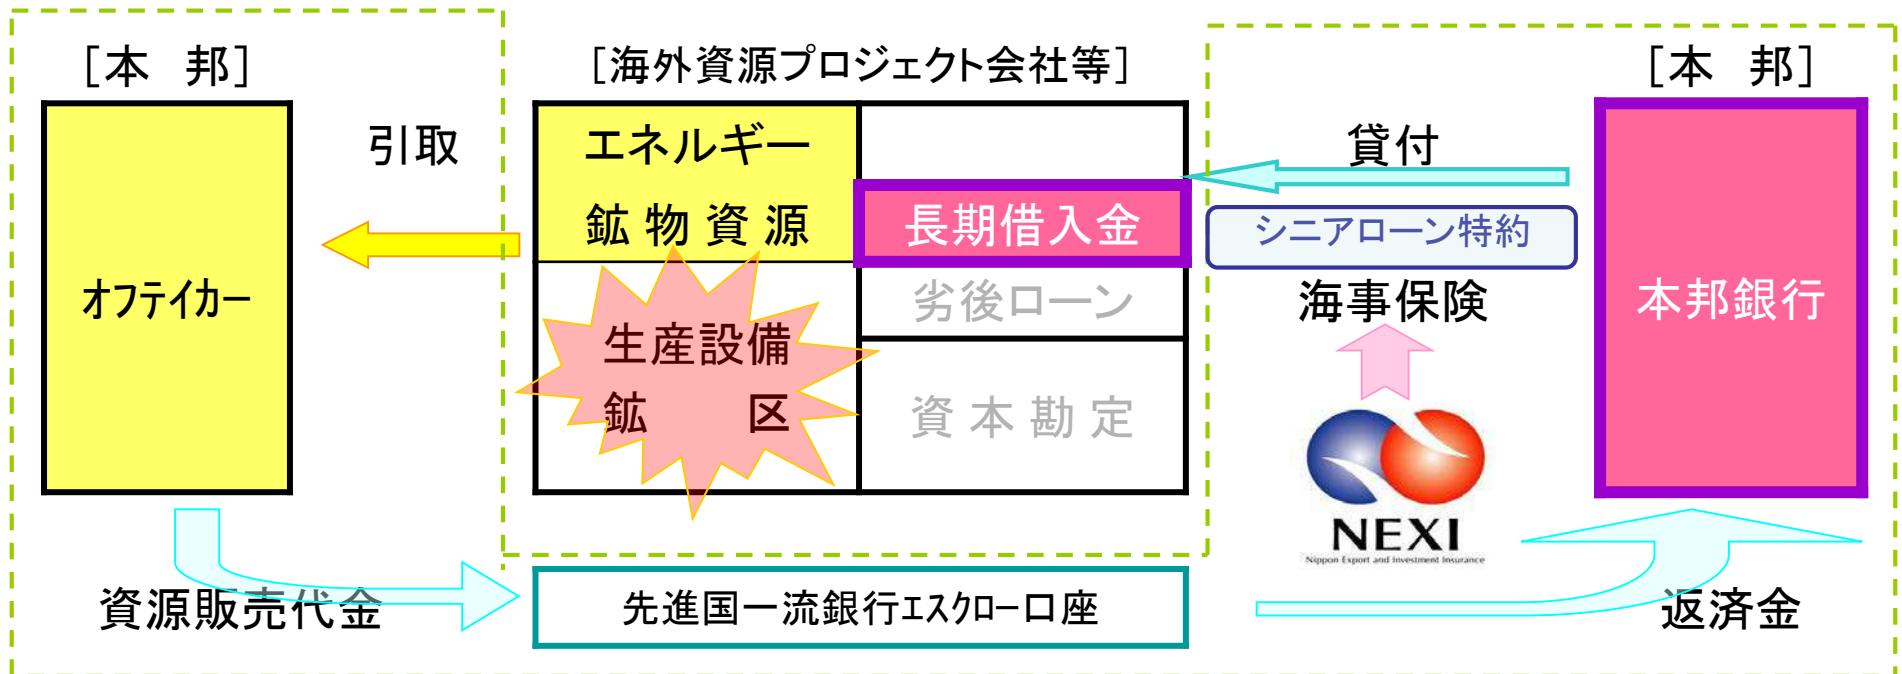 ［本　邦］
［海外資源プロジェクト会社等］
［本　邦］
オフテイカー
引取
エネルギー
鉱 物 資 源
生産設備
鉱　　区
長期借入金
劣後ローン
資 本 勘 定
貸付
シニアローン特約
海事保険
NEXI
Nippon Export and Investment Insurance
本邦銀行
資源販売代金
先進国一流銀行エスクロー口座
返済金